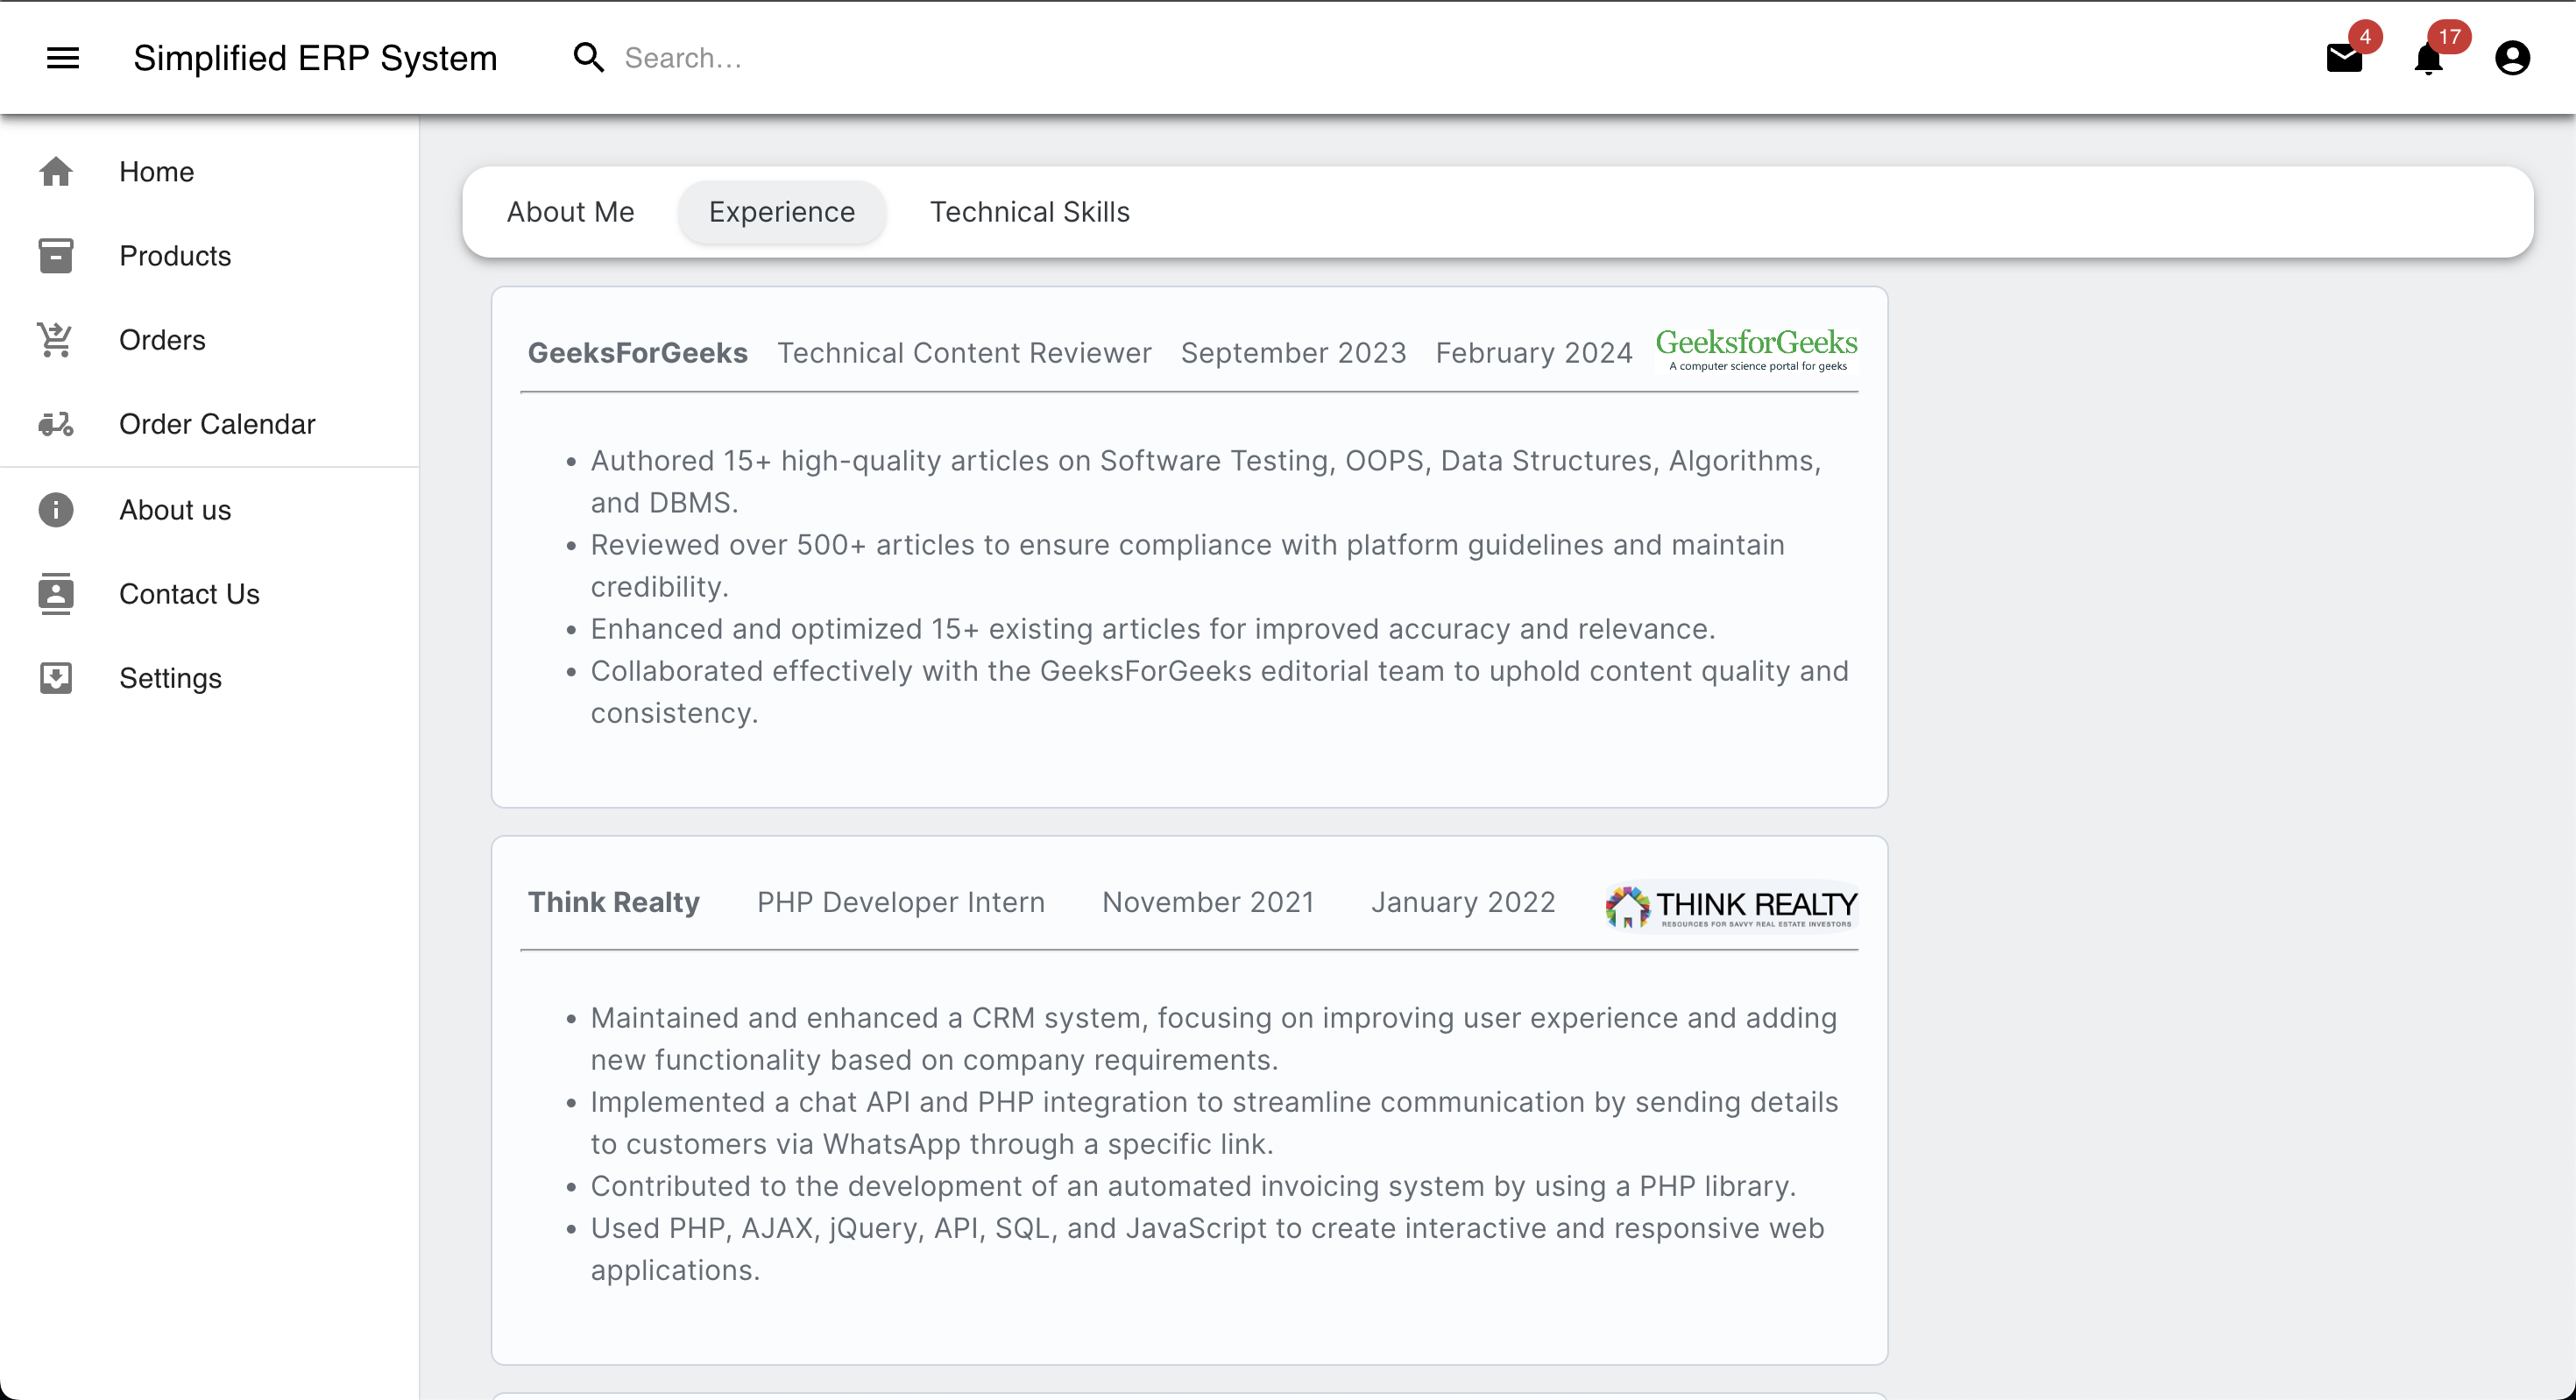 Simplified ERP System
Search…
4
17
Home
Products
Orders
Order Calendar
About us
Contact Us
Settings
About Me
Experience
Technical Skills
GeeksForGeeks Technical Content Reviewer September 2023 February 2024
GeeksforGeeks
A computer science portal for geeks
Authored 15+ high-quality articles on Software Testing, OOPS, Data Structures, Algorithms,
and DBMS.
Reviewed over 500+ articles to ensure compliance with platform guidelines and maintain
credibility.
Enhanced and optimized 15+ existing articles for improved accuracy and relevance.
Collaborated effectively with the GeeksForGeeks editorial team to uphold content quality and
consistency.
Think Realty PHP Developer Intern November 2021 January 2022
THINK REALTY
RESOURCES FOR SAVVY REAL ESTATE INVESTORS
Maintained and enhanced a CRM system, focusing on improving user experience and adding
new functionality based on company requirements.
Implemented a chat API and PHP integration to streamline communication by sending details
to customers via WhatsApp through a specific link.
Contributed to the development of an automated invoicing system by using a PHP library.
Used PHP, AJAX, jQuery, API, SQL, and JavaScript to create interactive and responsive web
applications.